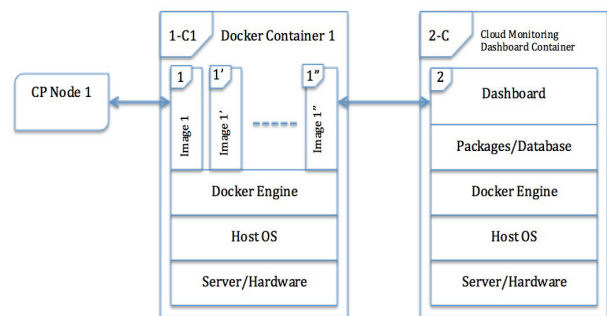 1-C1
Docker Container 1
CP Node 1
1
1'
1"
Image 1
Image 1'
Image 1"
Docker Engine
Host OS
Server/Hardware
2-C
Cloud Monitoring
Dashboard Container
2
Dashboard
Packages/Database
Docker Engine
Host OS
Server/Hardware